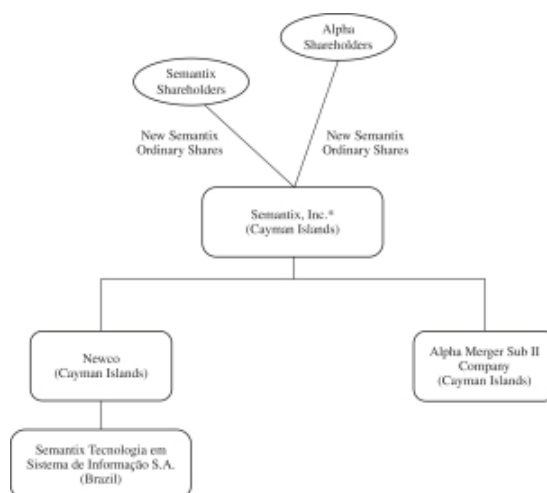 Alpha
Shareholders
Semantix
Shareholders
New Semantix
Ordinary Shares
New Semantix
Ordinary Shares
Semantix, Inc.*
(Cayman Islands)
Newco
(Cayman Islands)
Alpha Merger Sub II
Company
(Cayman Islands)
Semantix Tecnologia em
Sistema de Informação S.A.
(Brazil)